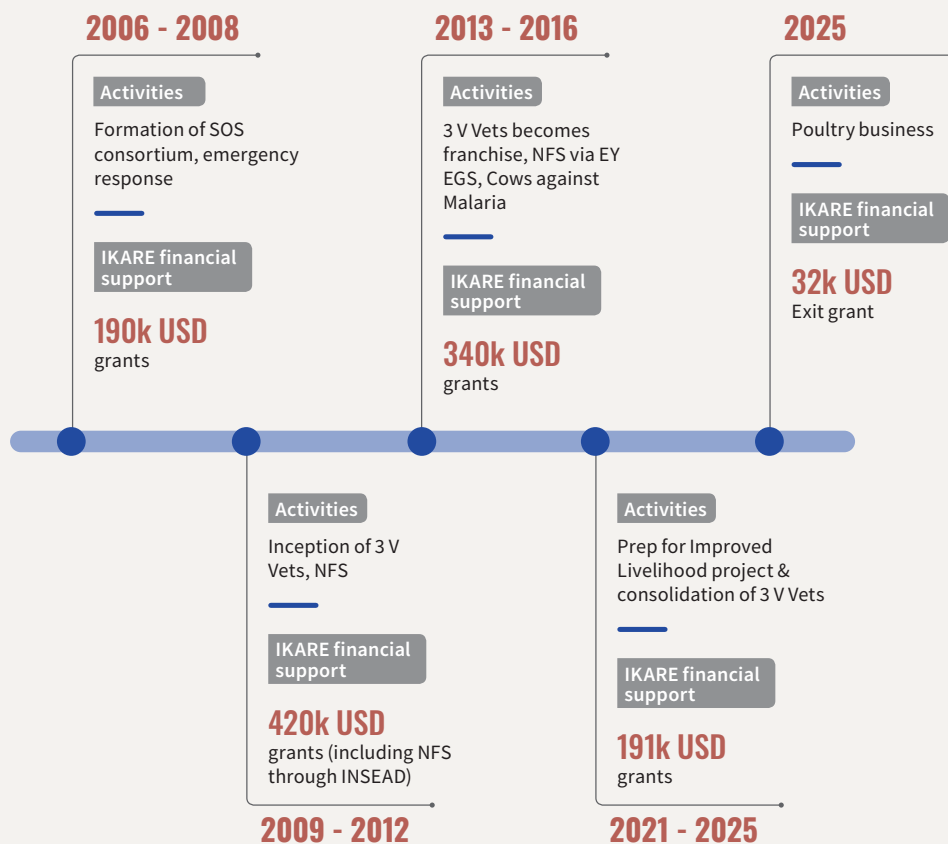 2006 - 2008
Activities
Formation of SOS
consortium, emergency
response
IKARE financial
support
190k USD
grants
2013 - 2016
Activities
3 V Vets becomes
franchise, NFS via EY
EGS, Cows against
Malaria
IKARE financial
support
340k USD
grants
2025
Activities
Poultry business
IKARE financial
support
32k USD
Exit grant
Activities
Inception of 3 V
Vets, NFS
IKARE financial
support
420k USD
grants (including NFS
through INSEAD)
2009 - 2012
Activities
Prep for Improved
Livelihood project &
consolidation of 3 V Vets
IKARE financial
support
191k USD
grants
2021 - 2025